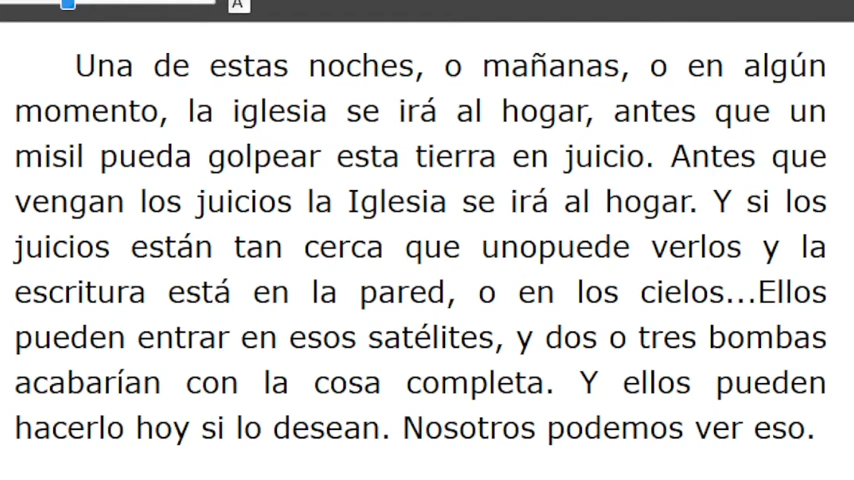 A
Una de estas noches, o mañanas, o en algún
momento, la iglesia se irá al hogar, antes que un
misil pueda golpear esta tierra en juicio. Antes que
vengan los juicios la Iglesia se irá al hogar. Y si los
juicios están tan cerca que unopuede verlos y la
escritura está en la pared, o en los cielos...Ellos
pueden entrar en esos satélites, y dos o tres bombas
acabarían con la cosa completa. Y ellos pueden
hacerlo hoy si lo desean. Nosotros podemos ver eso.